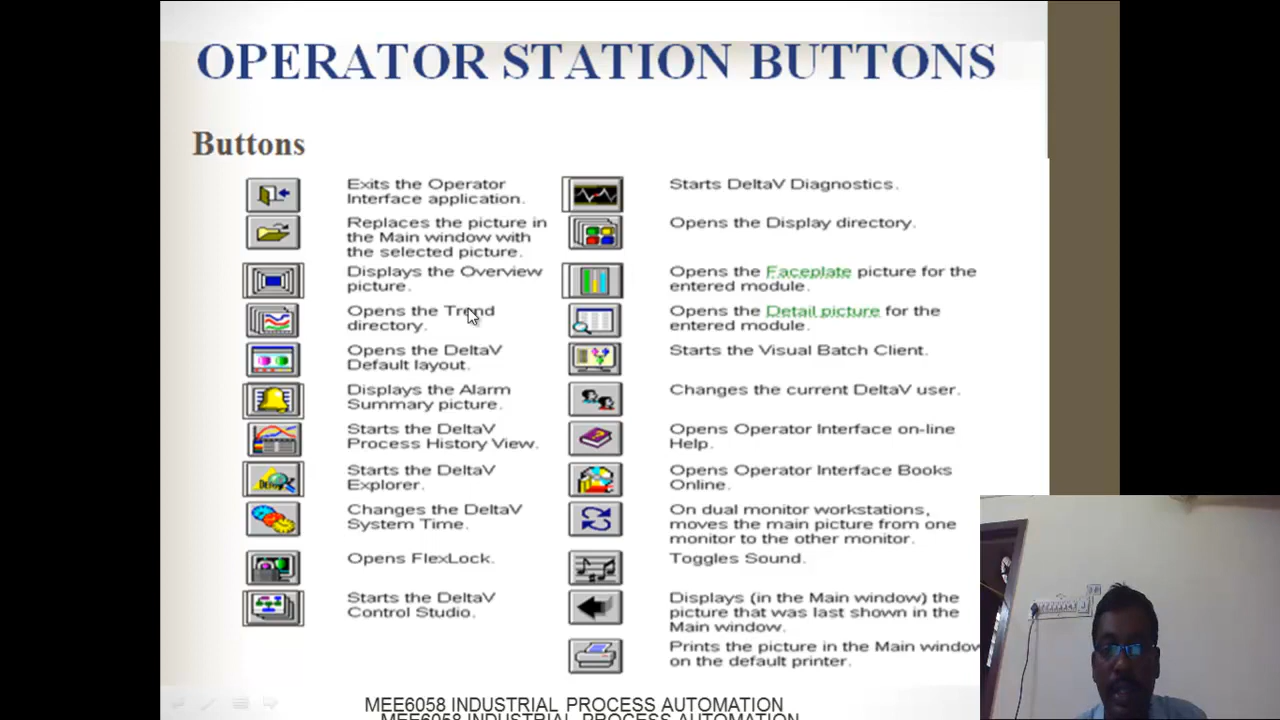 OPERATOR STATION BUTTONS
Buttons
Exits the Operator
Interface application.
Replaces the picture in
the Main window with
the selected picture.
Displays the Overview
picture.
Opens the Trend
directory.
Opens the DeltaV
Default layout.
Displays the Alarm
Summary picture.
Starts the DeltaV
Process History View.
Starts the DeltaV
Explorer.
Changes the DeltaV
System Time.
Opens FlexLock.
Starts the DeltaV
Control Studio.
Starts DeltaV Diagnostics.
Opens the Display directory.
Opens the Faceplate picture for the
entered module.
Opens the Detail picture for the
entered module.
Starts the Visual Batch Client.
Changes the current DeltaV user.
Opens Operator Interface on-line
Help.
Opens Operator Interface Books
Online.
On dual monitor workstations,
moves the main picture from one
monitor to the other monitor.
Toggles Sound.
Displays (in the Main window) the
picture that was last shown in the
Main window.
Prints the picture in the Main window
on the default printer.
MEE6058 INDUSTRIAL PROCESS AUTOMATION
MEE6058 INDUSTRIAL PROCESS AUTOMATION